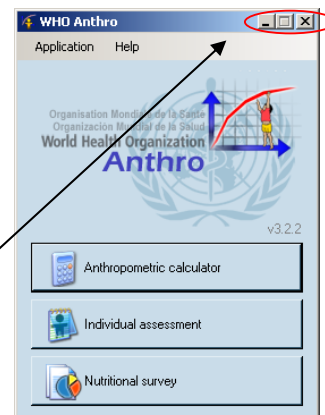 WHO Anthro
Application Help
Organisation Mondiale de la Santé
Organización Mundial de la Salud
World Health Organization
Anthro
v3.2.2
Anthropometric calculator
Individual assessment
Nutritional survey